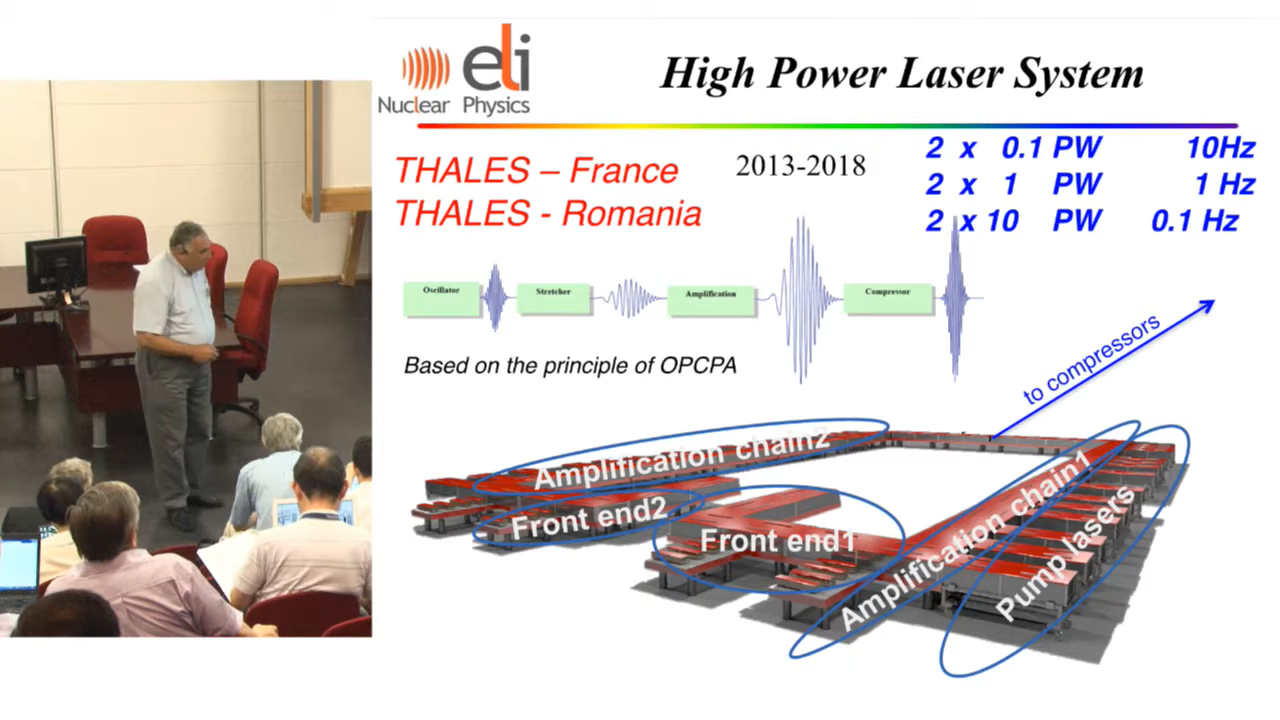 eli
Nuclear Physics
High Power Laser System
THALES – France
THALES - Romania
2013-2018
2 x 0.1 PW 10Hz
2 x 1 PW 1 Hz
2 x 10 PW 0.1 Hz
Oscillator
Stretcher
Amplification
Compressor
Based on the principle of OPCPA
to compressors
Amplification chain2
Front end2
Front end1
Amplification chain1
Pump lasers